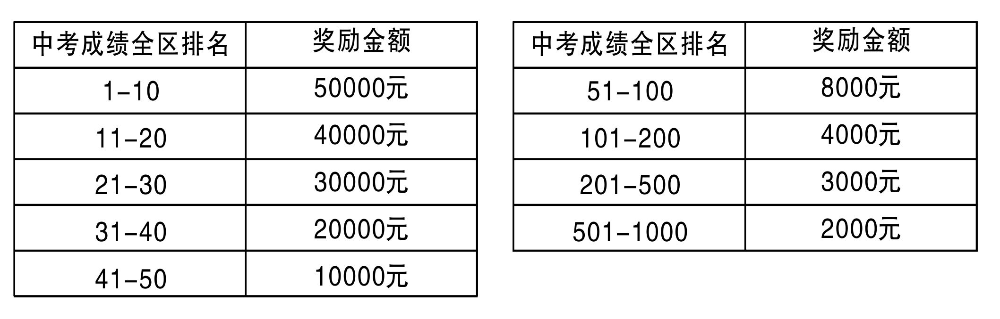 中考成绩全区排名 奖励金额
1-10 50000元
11-20 40000元
21-30 30000元
31-40 20000元
41-50 10000元
中考成绩全区排名 奖励金额
51-100 8000元
101-200 4000元
201-500 3000元
501-1000 2000元